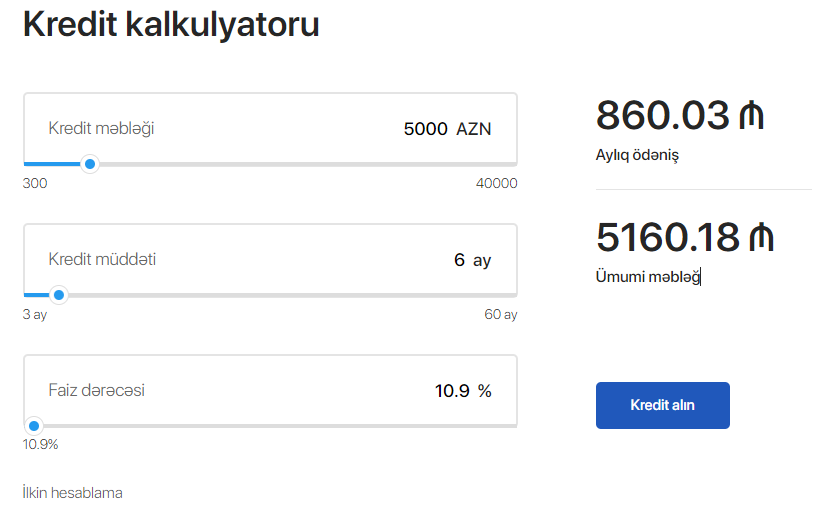 Kredit kalkulyatoru
Kredit məbləği 5000 AZN
300 40000
Kredit müddəti 6 ay
3 ay 60 ay
Faiz dərəcəsi 10.9 %
10.9%
İlkin hesablama
860.03 ₼
Aylıq ödəniş
5160.18 ₼
Ümumi məbləğ
Kredit alın